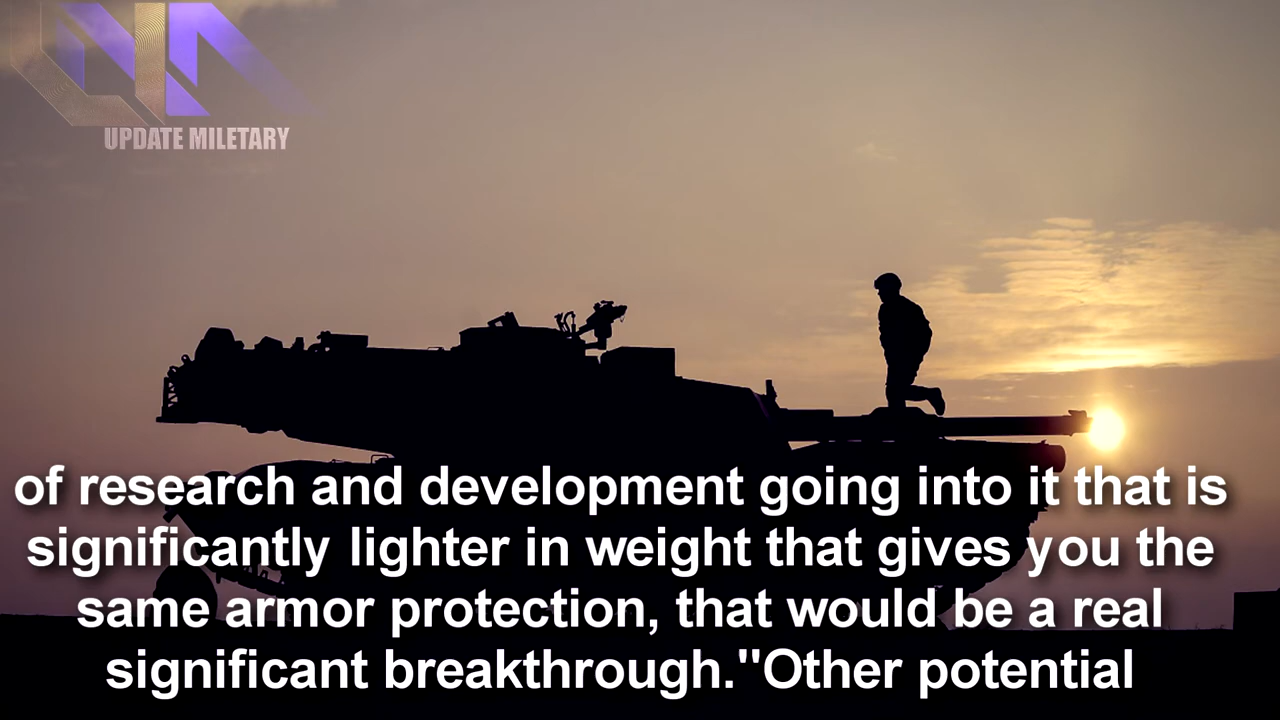 UPDATE MILETARY
of research and development going into it that is
significantly lighter in weight that gives you the
same armor protection, that would be a real
significant breakthrough."Other potential